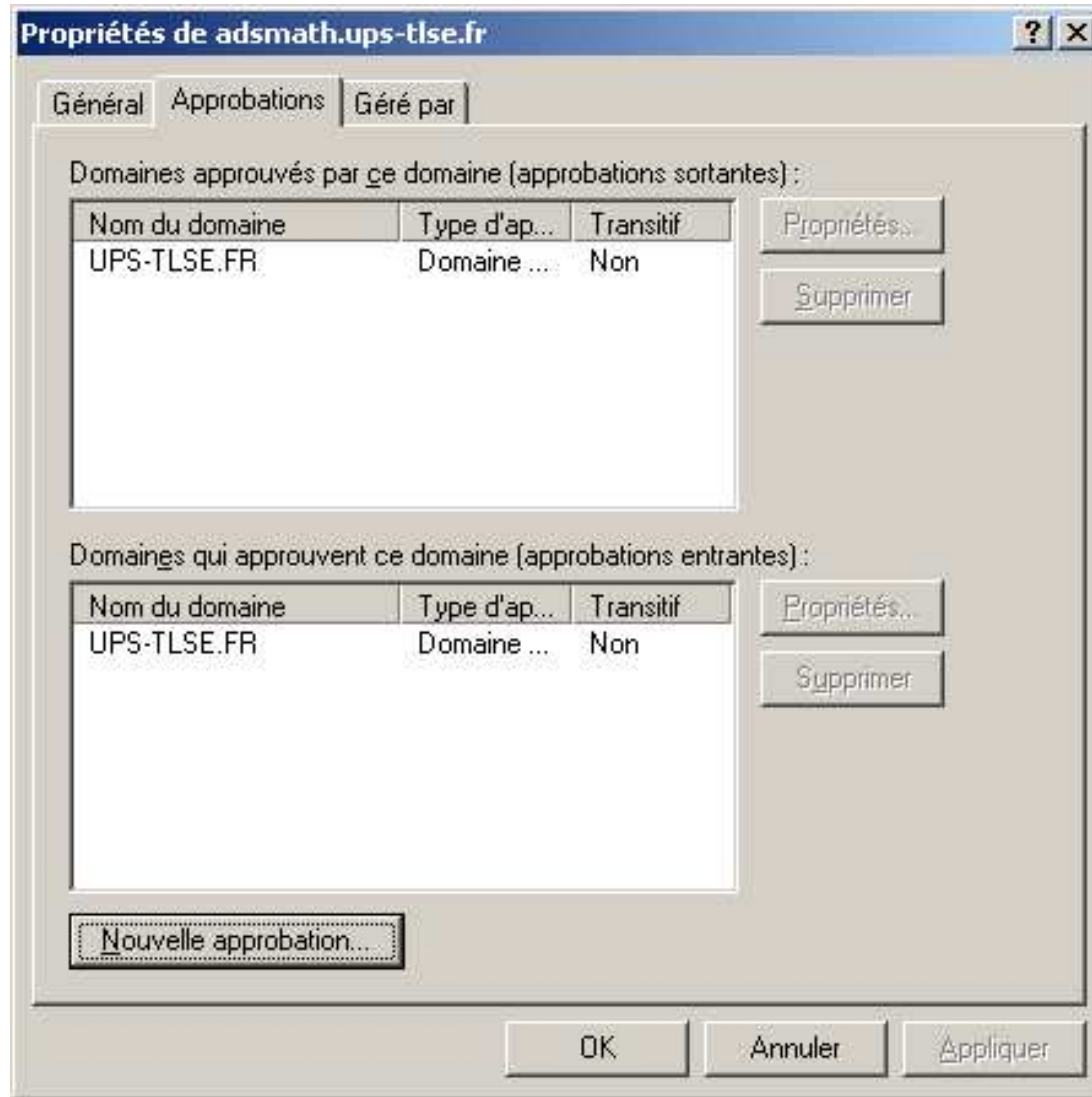 Propriétés de adsmath.ups-tlse.fr
Général Approbations Géré par
Domaines approuvés par ce domaine (approbations sortantes) :
Nom du domaine Type d'ap... Transitif Propriétés...
UPS-TLSE.FR Domaine ... Non
Supprimer
Domaines qui approuvent ce domaine (approbations entrantes) :
Nom du domaine Type d'ap... Transitif Propriétés...
UPS-TLSE.FR Domaine ... Non
Supprimer
Nouvelle approbation...
OK Annuler Appliquer